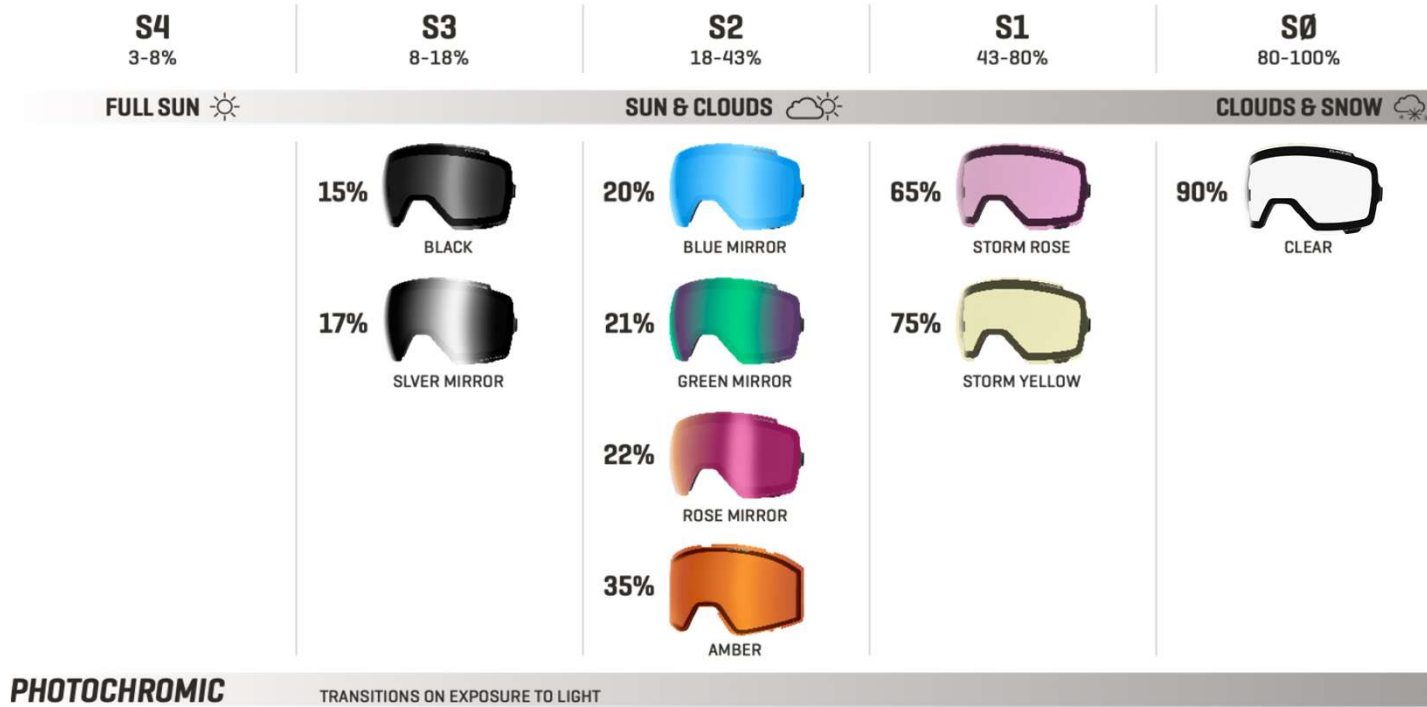 S4 S3 S2 S1 SØ
3-8% 8-18% 18-43% 43-80% 80-100%
FULL SUN SUN & CLOUDS CLOUDS & SNOW
15% 20% 65% 90%
BLACK BLUE MIRROR STORM ROSE CLEAR
17% 21% 75%
SLVER MIRROR GREEN MIRROR STORM YELLOW
22%
ROSE MIRROR
35%
AMBER
PHOTOCHROMIC TRANSITIONS ON EXPOSURE TO LIGHT